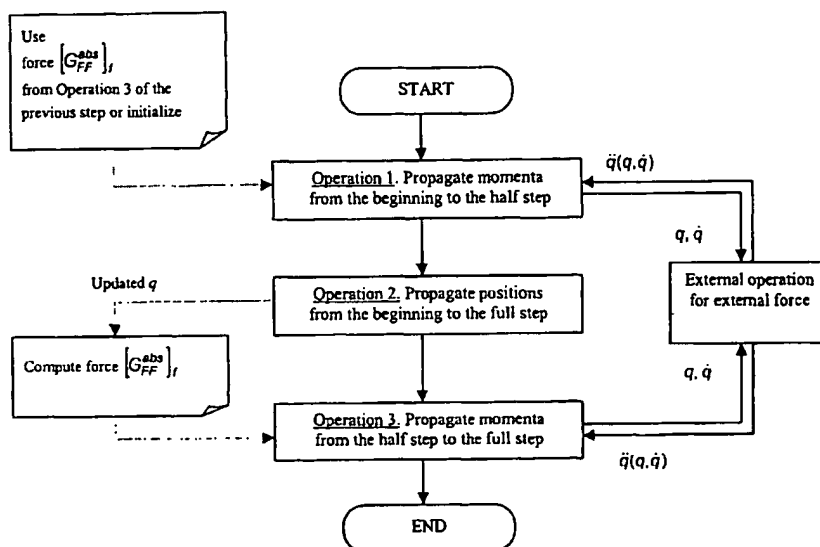 Use
force [G_FF^abs]_f
from Operation 3 of the
previous step or initialize
START
Operation 1. Propagate momenta
from the beginning to the half step
q̈(q,q̇)
q, q̇
Updated q
Operation 2. Propagate positions
from the beginning to the full step
External operation
for external force
Compute force [G_FF^abs]_f
q, q̇
Operation 3. Propagate momenta
from the half step to the full step
q̈(q,q̇)
END